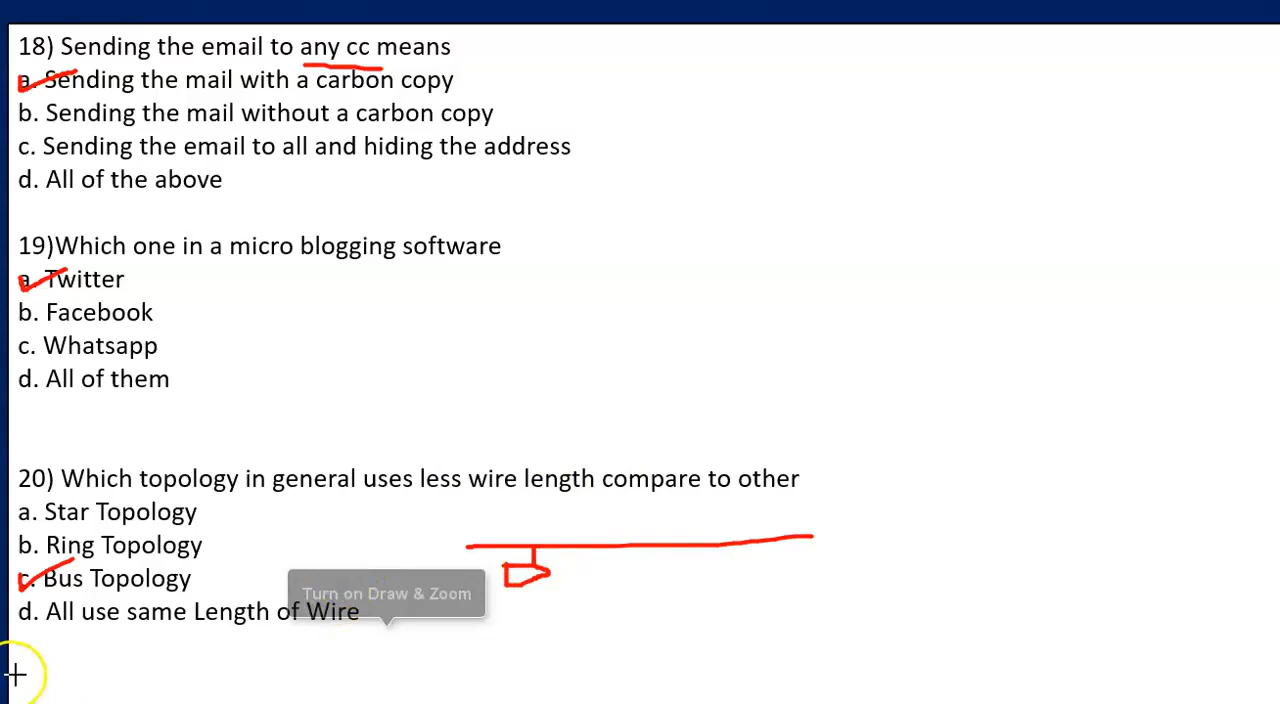 18) Sending the email to any cc means
a. Sending the mail with a carbon copy
b. Sending the mail without a carbon copy
c. Sending the email to all and hiding the address
d. All of the above
19)Which one in a micro blogging software
a. Twitter
b. Facebook
c. Whatsapp
d. All of them
20) Which topology in general uses less wire length compare to other
a. Star Topology
b. Ring Topology
c. Bus Topology
Turn on Draw & Zoom
d. All use same Length of Wire